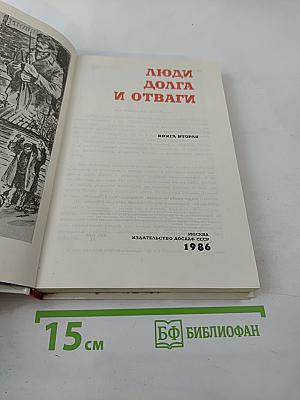 ЛЮДИ
ДОЛГА
И ОТВАГИ
КНИГА ВТОРАЯ
МОСКВА
ИЗДАТЕЛЬСТВО ДОСААФ СССР
1986
15 см
БФ БИБЛИОФАН